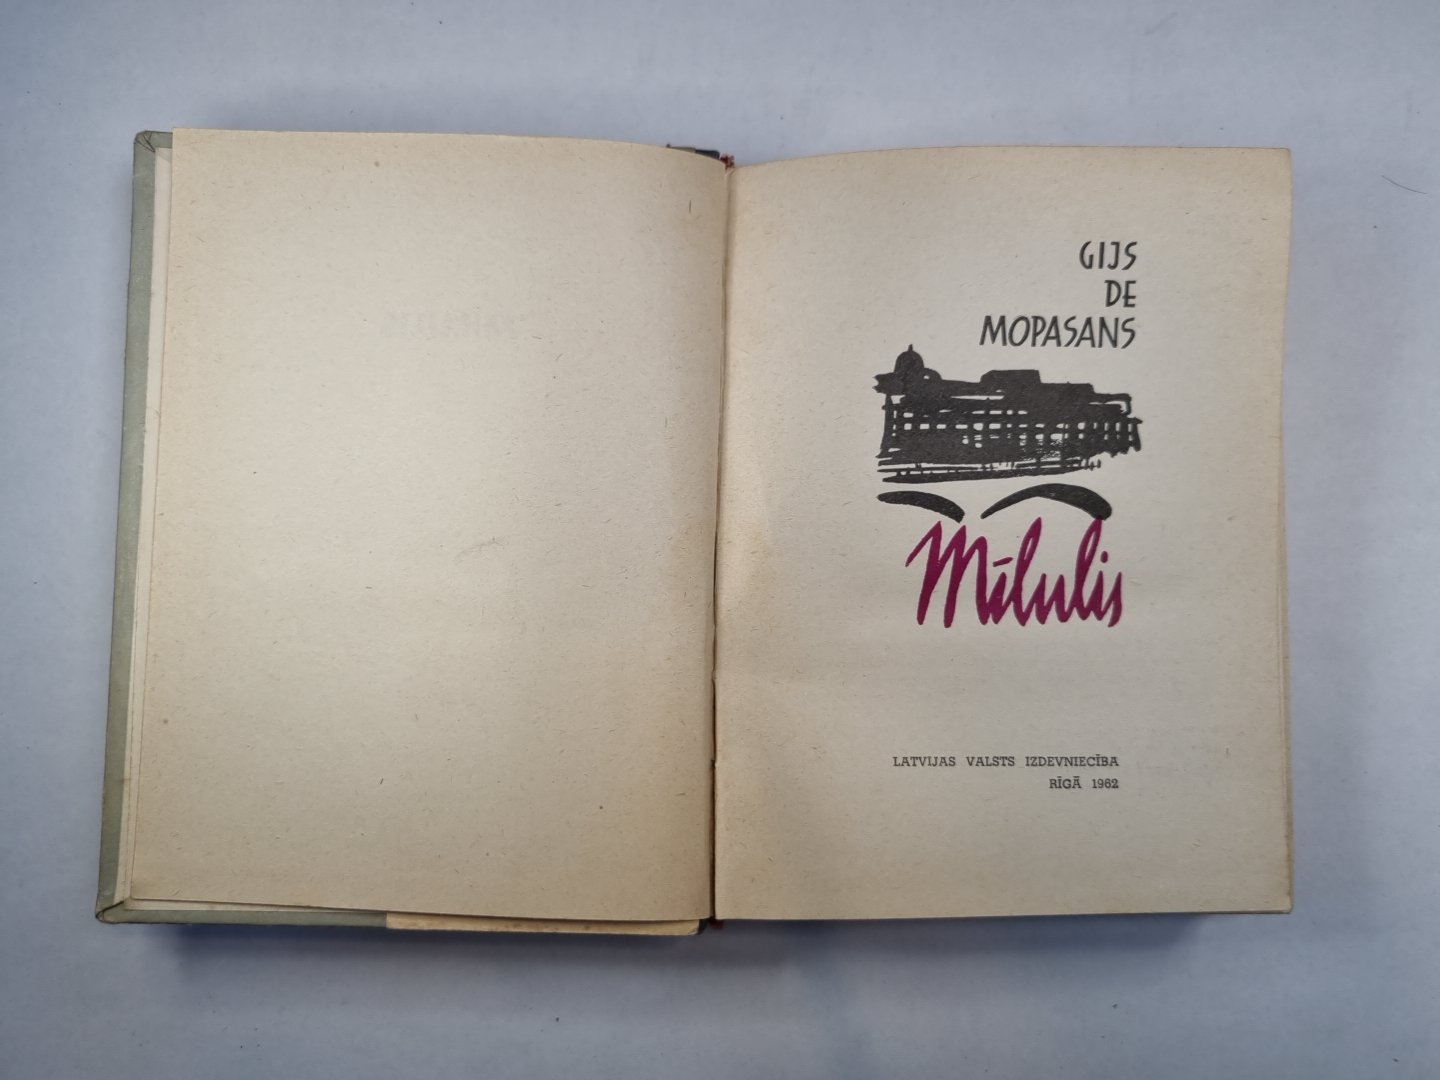 GIJS
DE
MOPASANS
Mīlulis
LATVIJAS VALSTS IZDEVNIECĪBA
RĪGĀ 1962